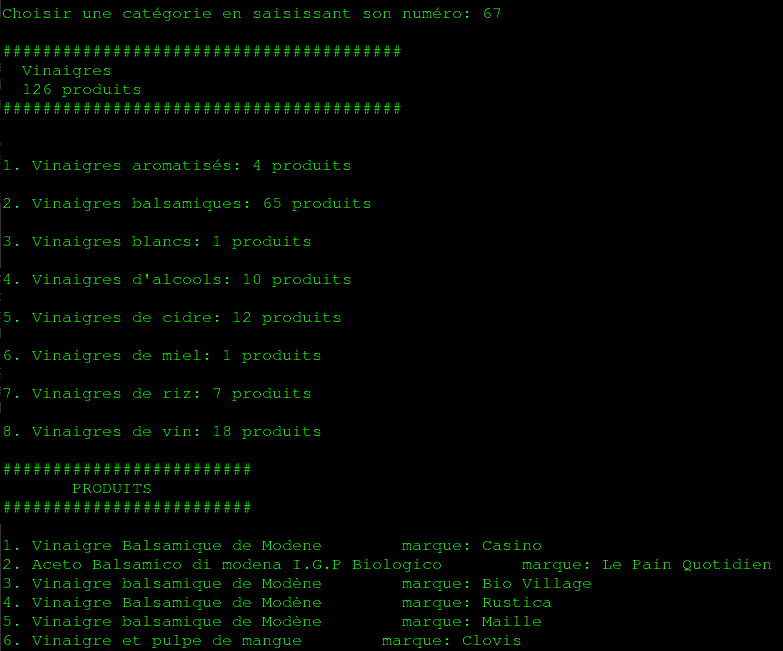 Choisir une catégorie en saisissant son numéro: 67
########################################
Vinaigres
126 produits
########################################
1. Vinaigres aromatisés: 4 produits
2. Vinaigres balsamiques: 65 produits
3. Vinaigres blancs: 1 produits
4. Vinaigres d'alcools: 10 produits
5. Vinaigres de cidre: 12 produits
6. Vinaigres de miel: 1 produits
7. Vinaigres de riz: 7 produits
8. Vinaigres de vin: 18 produits
#########################
PRODUITS
#########################
1. Vinaigre Balsamique de Modene marque: Casino
2. Aceto Balsamico di modena I.G.P Biologico marque: Le Pain Quotidien
3. Vinaigre balsamique de Modène marque: Bio Village
4. Vinaigre Balsamique de Modène marque: Rustica
5. Vinaigre balsamique de Modène marque: Maille
6. Vinaigre et pulpe de mangue marque: Clovis